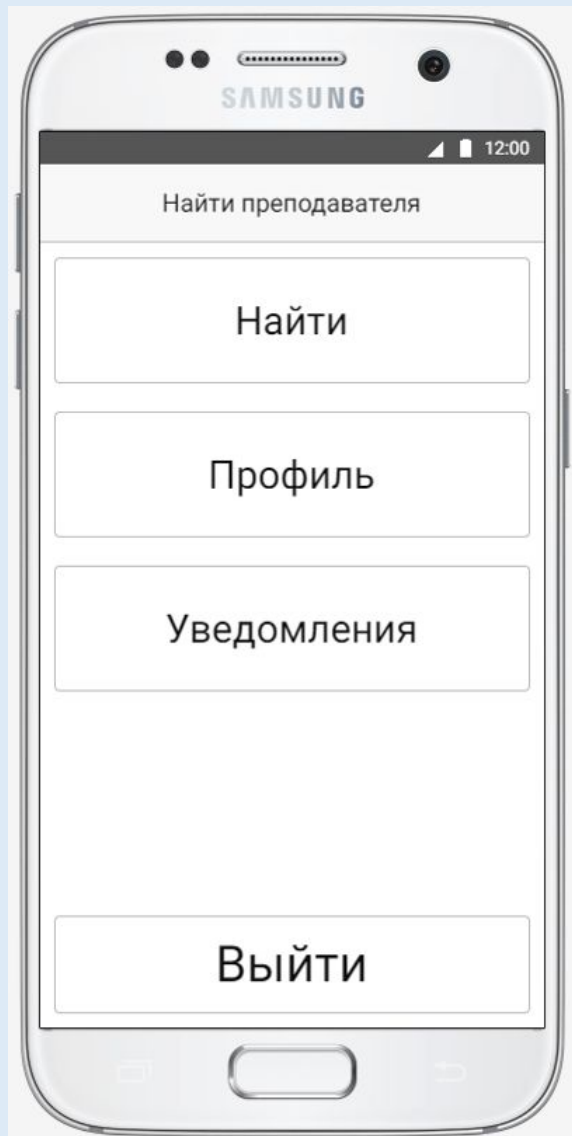 SAMSUNG
12:00
Найти преподавателя
Найти
Профиль
Уведомления
Выйти